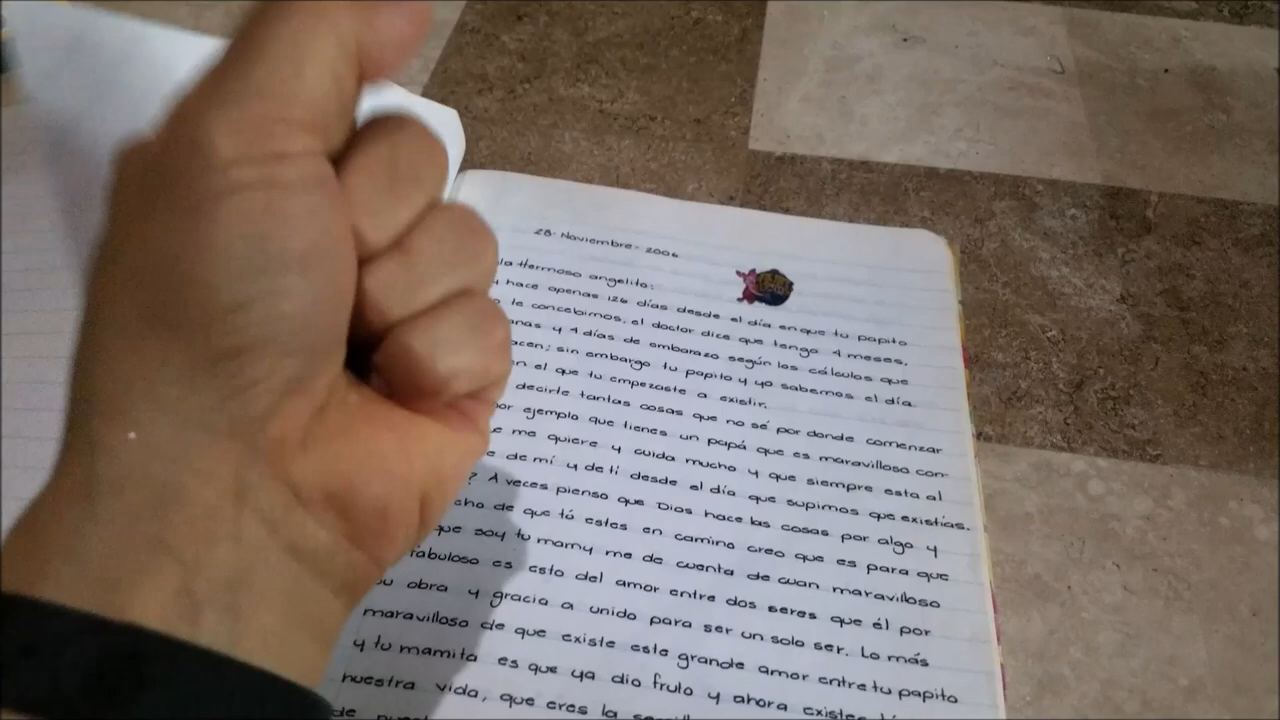 28-Noviembre-2006
la Hermoso angelito:
hace apenas 126 días desde el día en que tu papito
te concebimos, el doctor dice que tengo 4 meses,
anas y 4 días de embarazo según los cálculos que
acen; sin embargo tu papito y yo sabemos el día
en el que tu empezaste a existir.
decirte tantas cosas que no sé por donde comenzar
por ejemplo que tienes un papá que es maravilloso con-
e me quiere y cuida mucho y que siempre esta al
e de mí y de ti desde el día que supimos que existías.
? A veces pienso que Dios hace las cosas por algo y
cho de que tú estes en camino creo que es para que
que soy tu mamy me de cuenta de cuan maravilloso
fabuloso es esto del amor entre dos seres que él por
su obra y gracia a unido para ser un solo ser. Lo más
maravilloso de que existe este grande amor entre tu papito
y tu mamita es que ya dio fruto y ahora existes
nuestra vida, que eres la
de